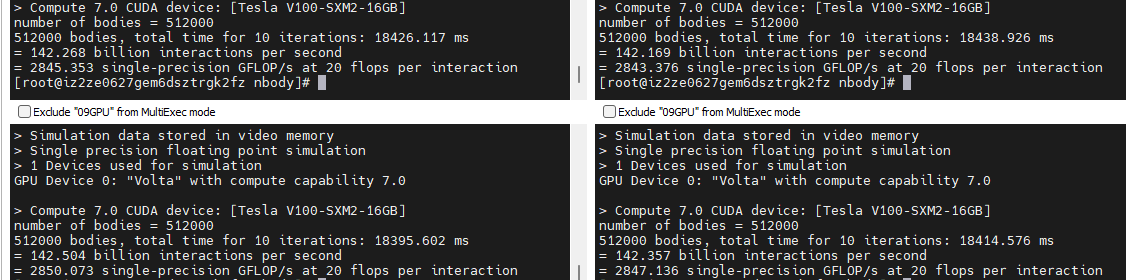 > Compute 7.0 CUDA device: [Tesla V100-SXM2-16GB]
number of bodies = 512000
512000 bodies, total time for 10 iterations: 18426.117 ms
= 142.268 billion interactions per second
= 2845.353 single-precision GFLOP/s at 20 flops per interaction
[root@iz2ze0627gem6dsztrgk2fz nbody]#
> Compute 7.0 CUDA device: [Tesla V100-SXM2-16GB]
number of bodies = 512000
512000 bodies, total time for 10 iterations: 18438.926 ms
= 142.169 billion interactions per second
= 2843.376 single-precision GFLOP/s at 20 flops per interaction
[root@iz2ze0627gem6dsztrgk2fz nbody]#
Exclude "09GPU" from MultiExec mode
Exclude "09GPU" from MultiExec mode
> Simulation data stored in video memory
> Single precision floating point simulation
> 1 Devices used for simulation
GPU Device 0: "Volta" with compute capability 7.0
> Compute 7.0 CUDA device: [Tesla V100-SXM2-16GB]
number of bodies = 512000
512000 bodies, total time for 10 iterations: 18395.602 ms
= 142.504 billion interactions per second
= 2850.073 single-precision GFLOP/s at 20 flops per interaction
> Simulation data stored in video memory
> Single precision floating point simulation
> 1 Devices used for simulation
GPU Device 0: "Volta" with compute capability 7.0
> Compute 7.0 CUDA device: [Tesla V100-SXM2-16GB]
number of bodies = 512000
512000 bodies, total time for 10 iterations: 18414.576 ms
= 142.357 billion interactions per second
= 2847.136 single-precision GFLOP/s at 20 flops per interaction